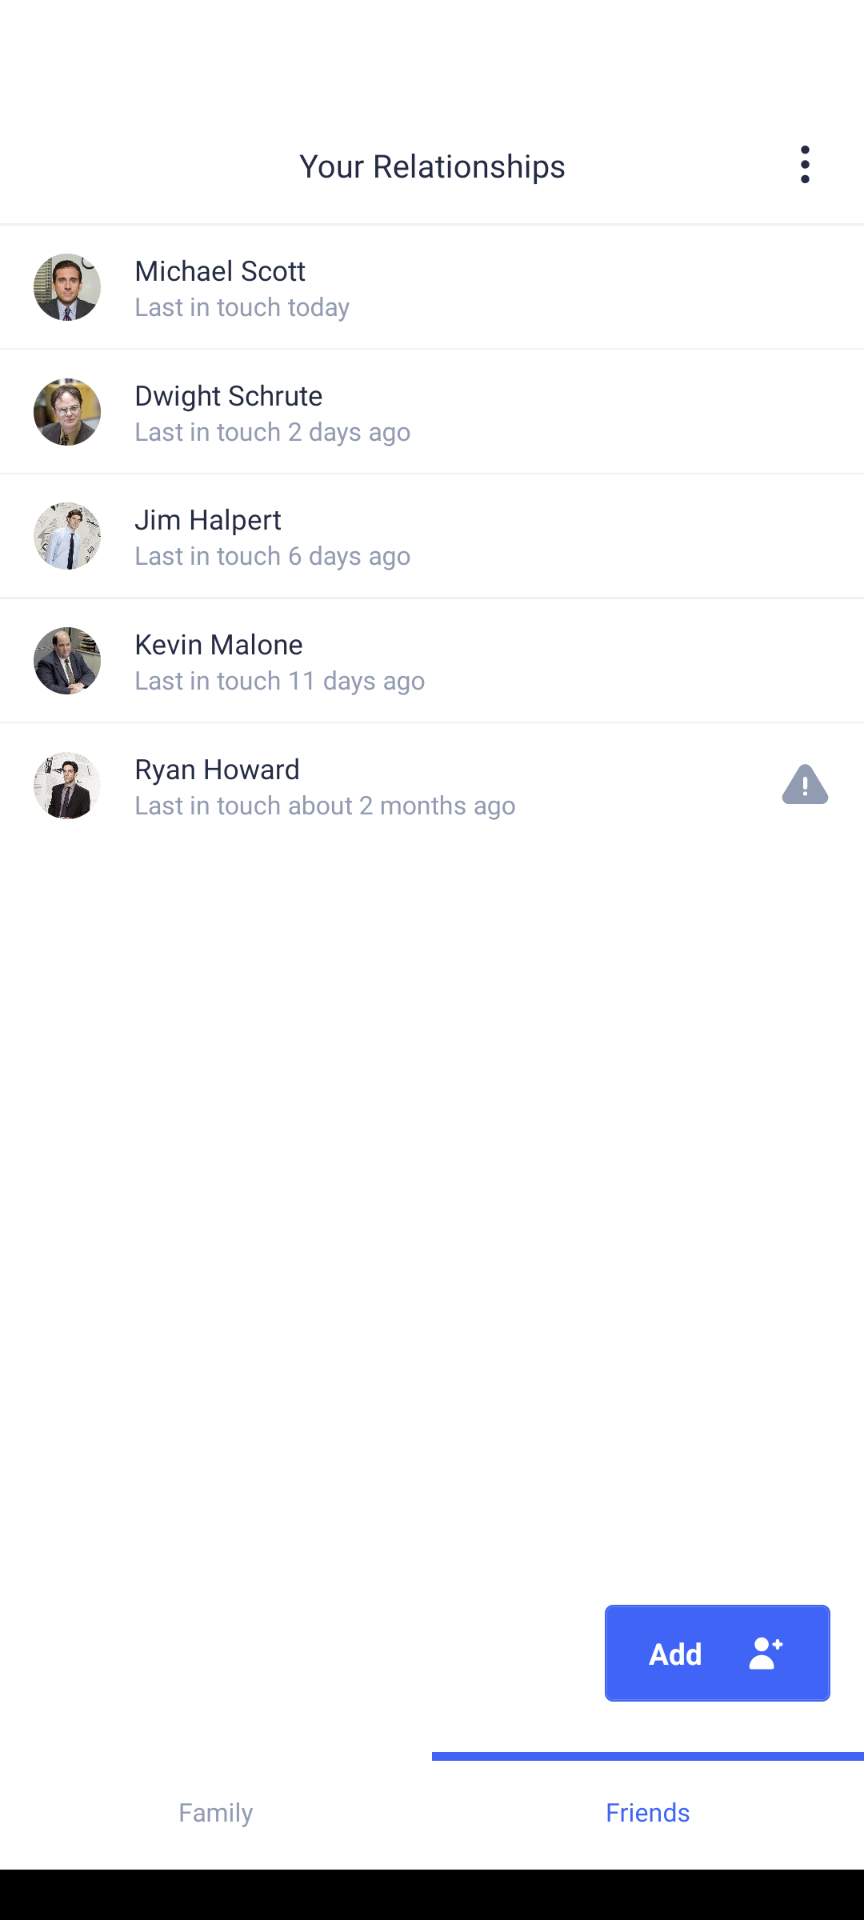 Your Relationships
Michael Scott
Last in touch today
Dwight Schrute
Last in touch 2 days ago
Jim Halpert
Last in touch 6 days ago
Kevin Malone
Last in touch 11 days ago
Ryan Howard
Last in touch about 2 months ago
Add
Family
Friends